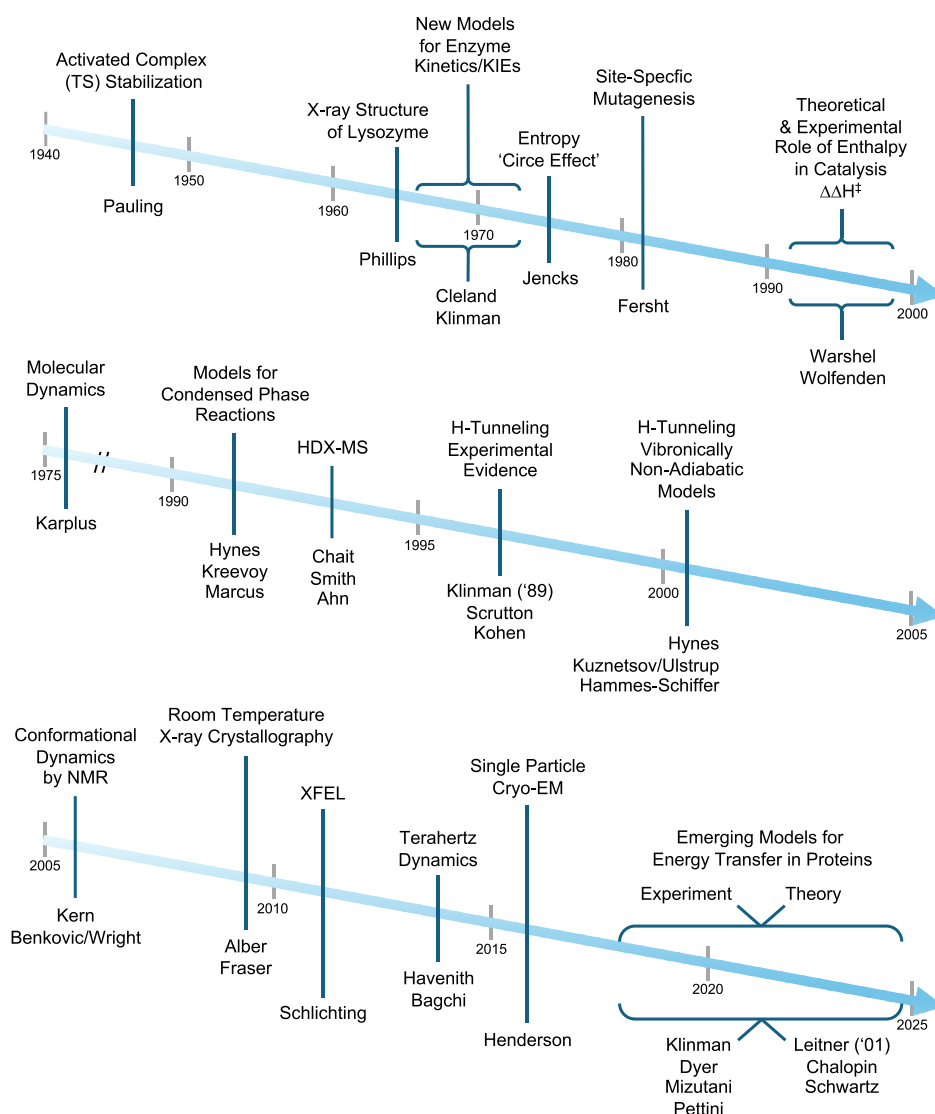 New Models
for Enzyme
Kinetics/KIEs
Activated Complex
(TS) Stabilization
Site-Specfic
Mutagenesis
X-ray Structure
of Lysozyme
Theoretical
& Experimental
Role of Enthalpy
in Catalysis
ΔΔH‡
Entropy
‘Circe Effect’
1940
1950
1960
1970
1980
1990
2000
Pauling
Phillips
Cleland
Klinman
Jencks
Fersht
Warshel
Wolfenden
Molecular
Dynamics
Models for
Condensed Phase
Reactions
HDX-MS
H-Tunneling
Experimental
Evidence
H-Tunneling
Vibronically
Non-Adiabatic
Models
1975
//
1990
1995
2000
2005
Karplus
Hynes
Kreevoy
Marcus
Chait
Smith
Ahn
Klinman (‘89)
Scrutton
Kohen
Hynes
Kuznetsov/Ulstrup
Hammes-Schiffer
Room Temperature
X-ray Crystallography
Conformational
Dynamics
by NMR
XFEL
Single Particle
Cryo-EM
Terahertz
Dynamics
Emerging Models for
Energy Transfer in Proteins
Experiment
Theory
2005
2010
2015
2020
2025
Kern
Benkovic/Wright
Alber
Fraser
Schlichting
Havenith
Bagchi
Henderson
Klinman
Dyer
Mizutani
Pettini
Leitner (‘01)
Chalopin
Schwartz